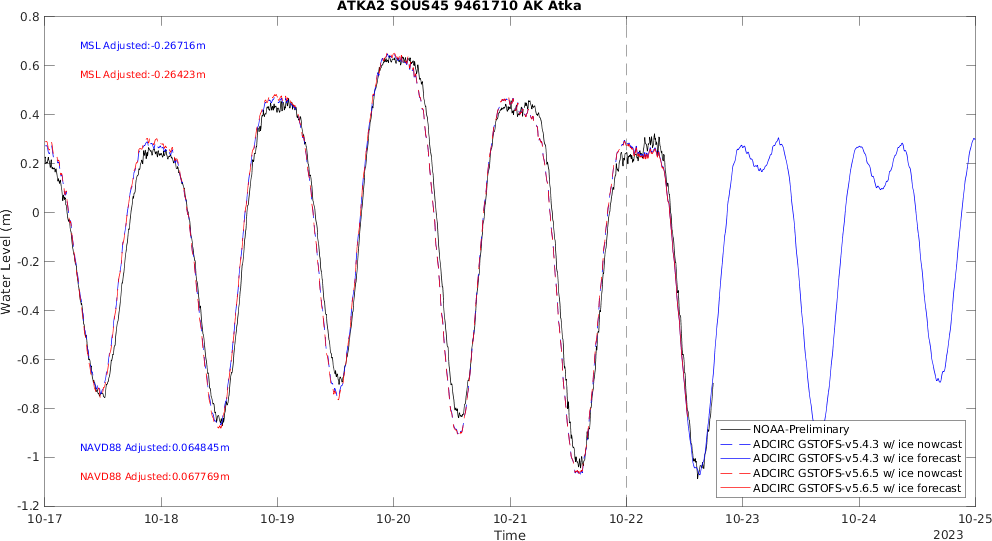 ATKA2 SOUS45 9461710 AK Atka
0.8
0.6
0.4
0.2
0
-0.2
-0.4
-0.6
-0.8
-1
-1.2
Water Level (m)
MSL Adjusted:-0.26716m
MSL Adjusted:-0.26423m
NAVD88 Adjusted:0.064845m
NAVD88 Adjusted:0.067769m
NOAA-Preliminary
ADCIRC GSTOFS-v5.4.3 w/ ice nowcast
ADCIRC GSTOFS-v5.4.3 w/ ice forecast
ADCIRC GSTOFS-v5.6.5 w/ ice nowcast
ADCIRC GSTOFS-v5.6.5 w/ ice forecast
10-17 10-18 10-19 10-20 10-21 10-22 10-23 10-24 10-25
Time
2023